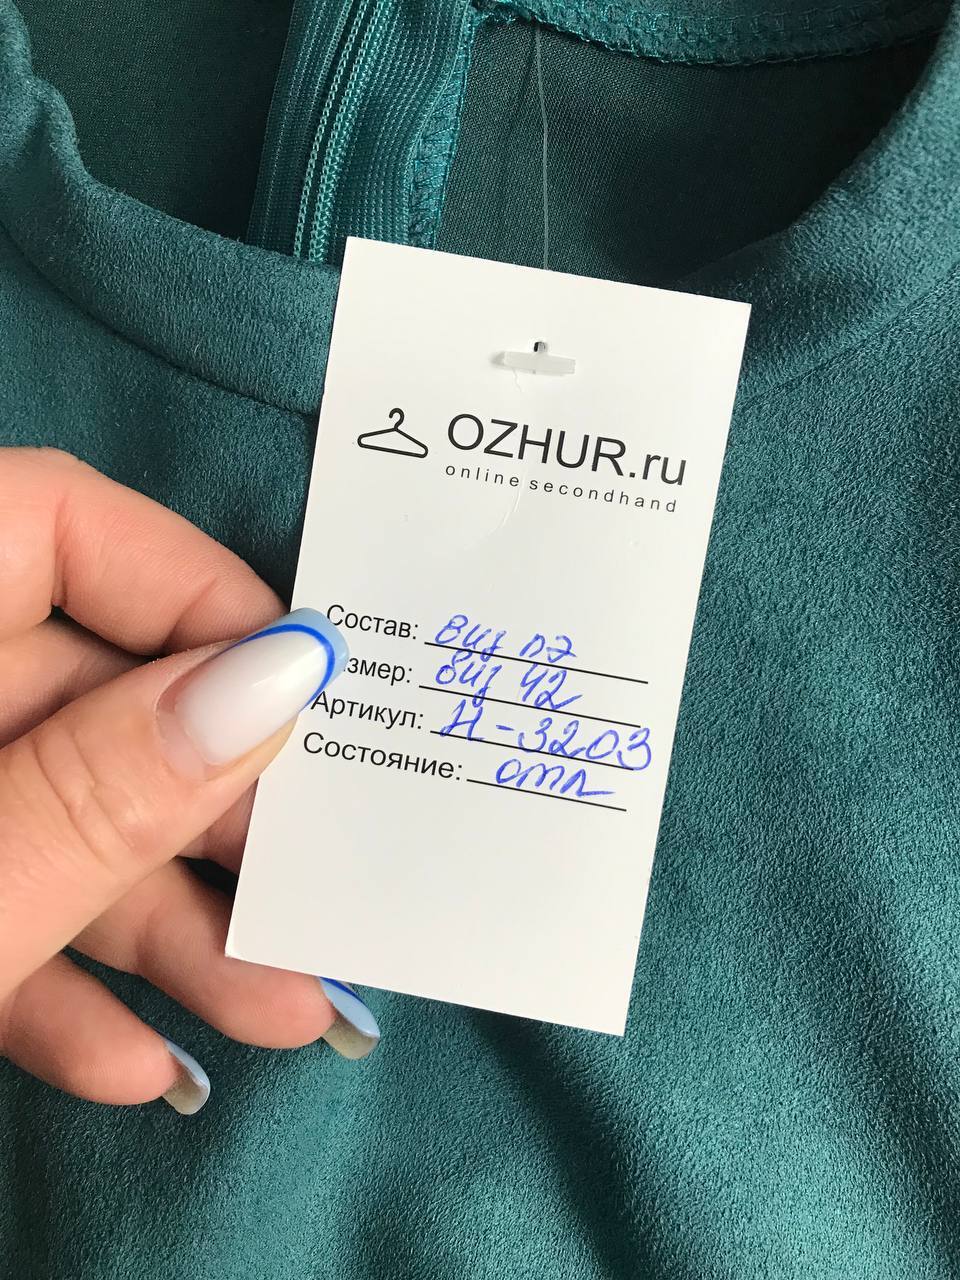 OZHUR.ru
online secondhand
Состав: виз пэ
змер: виз 42
Артикул: Н-3203
Состояние: отл